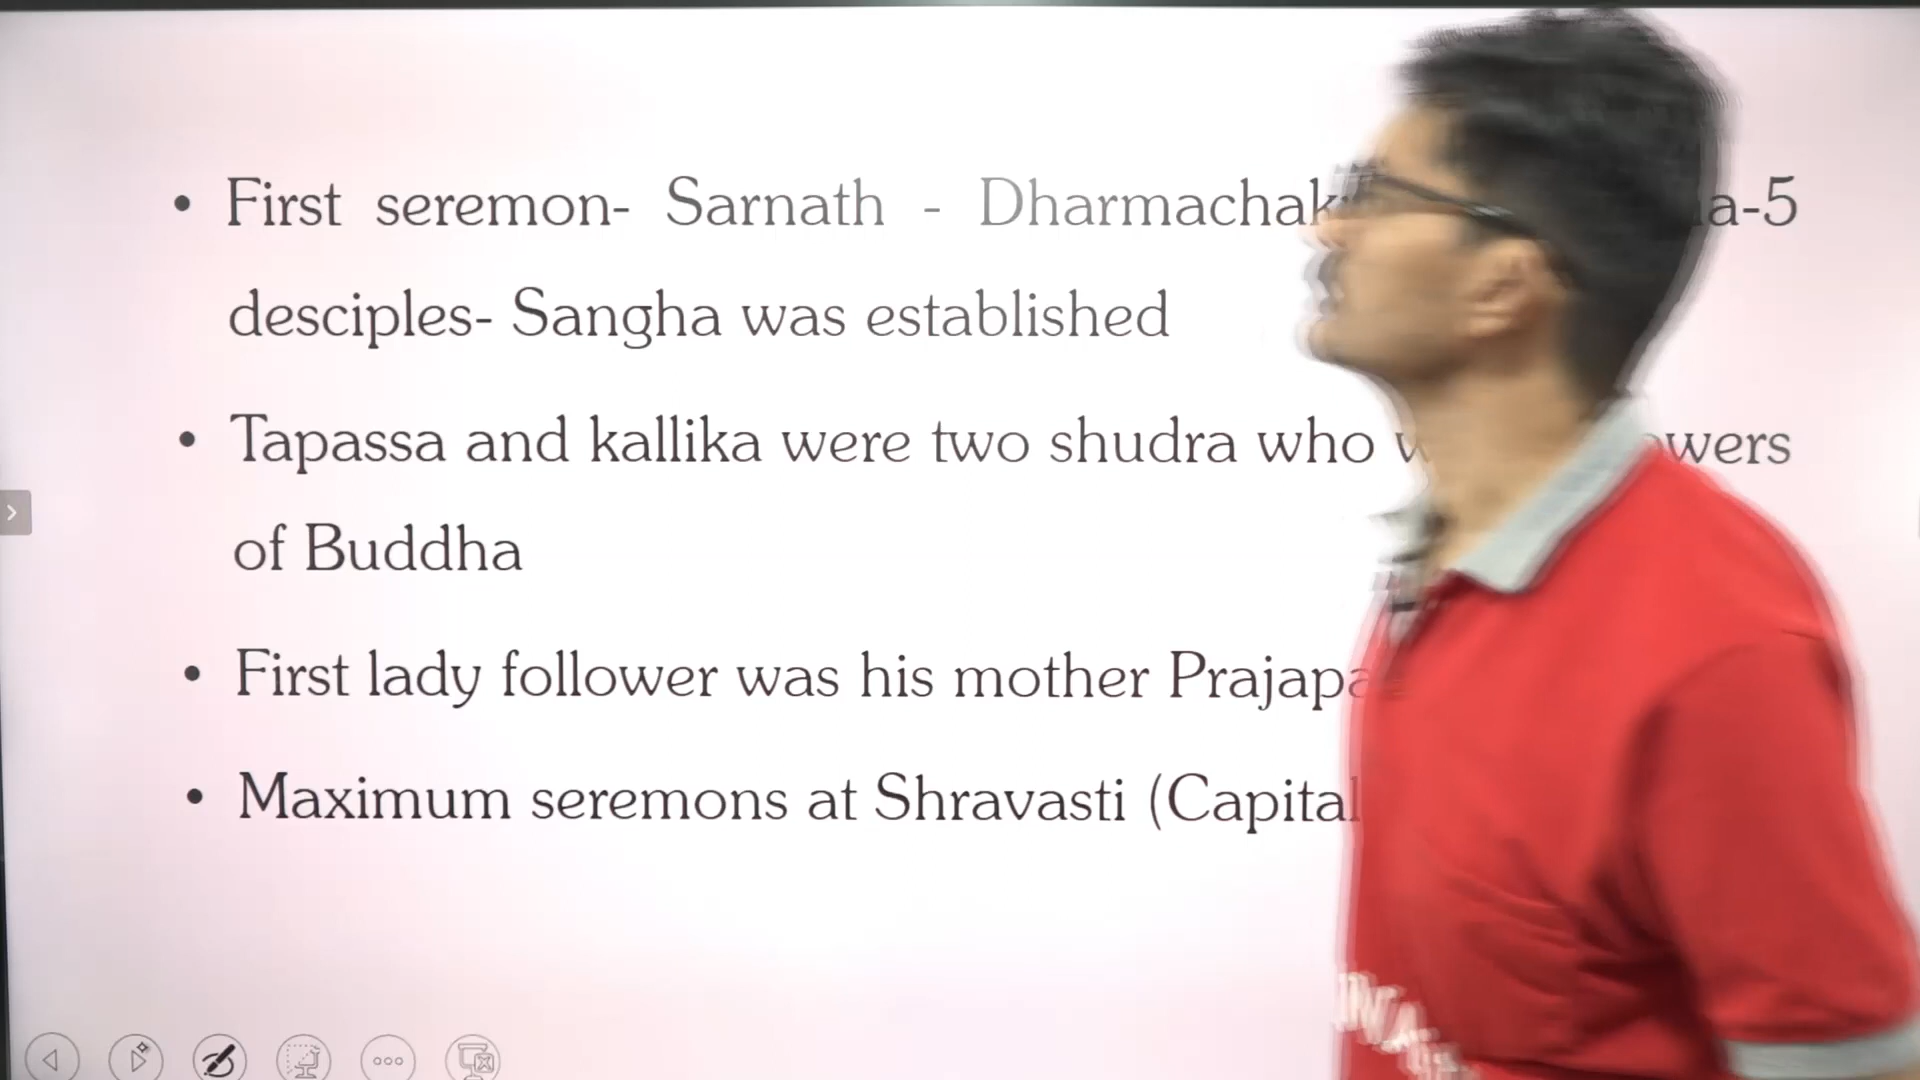 • First seremon- Sarnath - Dharmachak a-5
desciples- Sangha was established
• Tapassa and kallika were two shudra who
of Buddha
• First lady follower was his mother
• Maximum seremons at Shravasti (Capital